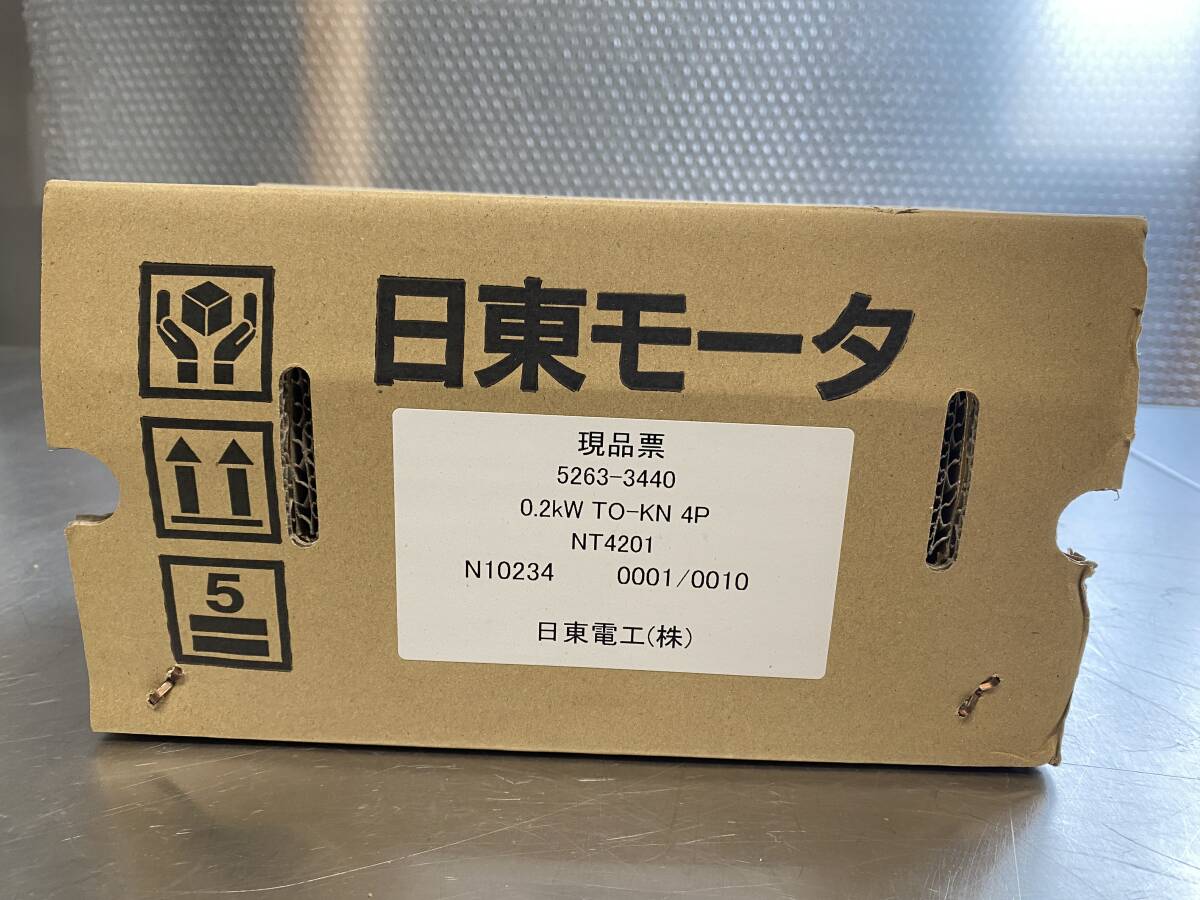 日東モータ
現品票
5263-3440
0.2kW TO-KN 4P
NT4201
N10234 0001/0010
日東電工(株)
5